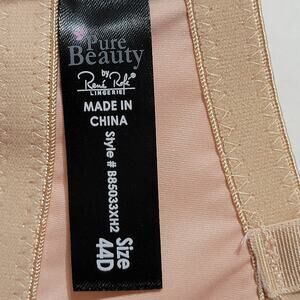 Pure
Beauty
by
René Rofé
LINGERIE
MADE IN
CHINA
Style # B85033XH2
Size
44D